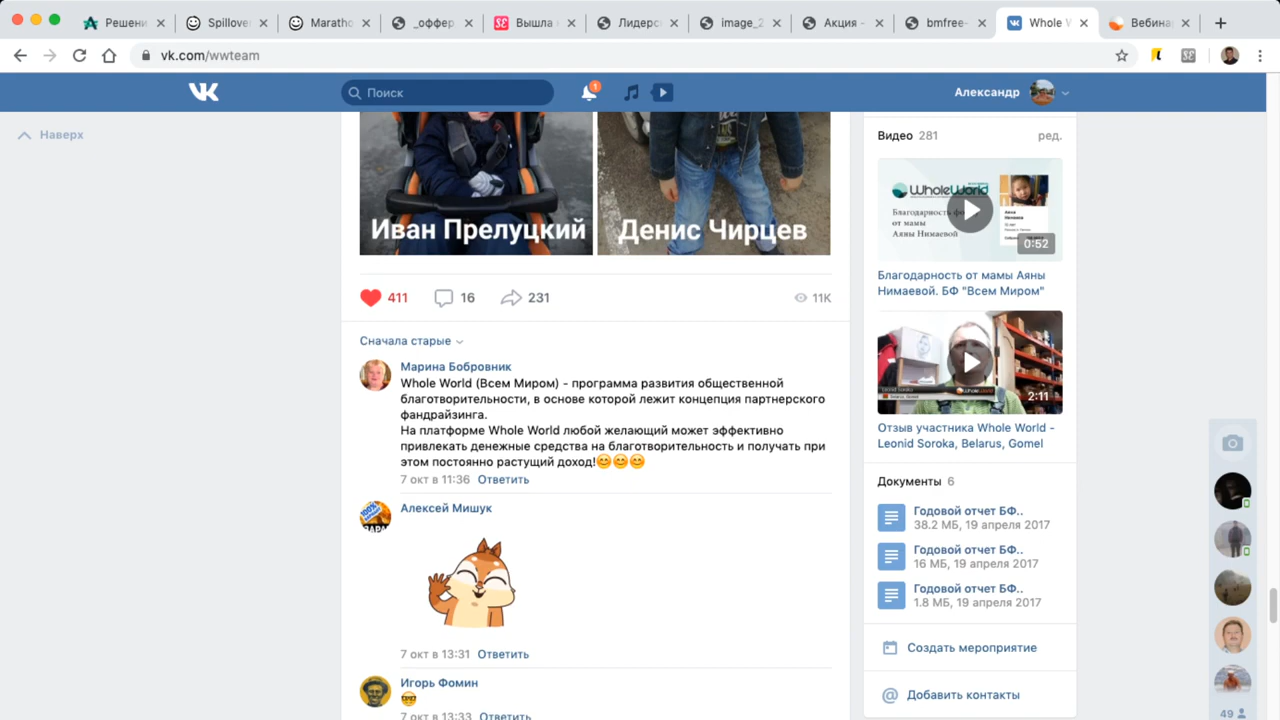 Решени
Spillove
Maratho
_оффер
Вышла
Лидерс
image_2
Акция -
bmfree-
Whole W
Вебина
vk.com/wwteam
Поиск
1
Александр
Наверх
Иван Прелуцкий
Денис Чирцев
411
16
231
11K
Сначала старые
Марина Бобровник
Whole World (Всем Миром) - программа развития общественной
благотворительности, в основе которой лежит концепция партнерского
фандрайзинга.
На платформе Whole World любой желающий может эффективно
привлекать денежные средства на благотворительность и получать при
этом постоянно растущий доход!😊😊😊
7 окт в 11:36 Ответить
Алексей Мишук
7 окт в 13:31 Ответить
Игорь Фомин
7 окт в 13:33 Ответить
Видео 281
ред.
WholeWorld
от мамы
Аяны Нимаевой
0:52
Благодарность от мамы Аяны
Нимаевой. БФ "Всем Миром"
2:11
Отзыв участника Whole World -
Leonid Soroka, Belarus, Gomel
Документы 6
Годовой отчет БФ..
38.2 МБ, 19 апреля 2017
Годовой отчет БФ..
16 МБ, 19 апреля 2017
Годовой отчет БФ..
1.8 МБ, 19 апреля 2017
Создать мероприятие
Добавить контакты
49